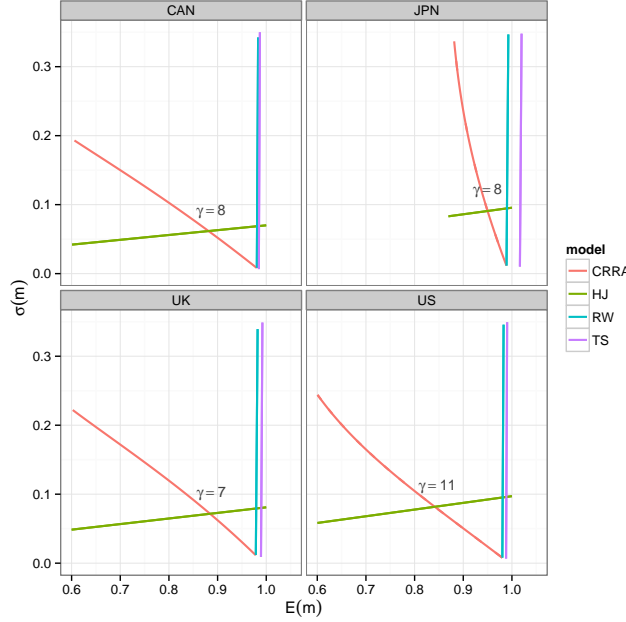 CAN
JPN
0.3
0.2
0.1
0.0
γ=8
γ=8
UK
US
0.3
0.2
0.1
0.0
γ=7
γ=11
0.6 0.7 0.8 0.9 1.0
0.6 0.7 0.8 0.9 1.0
E(m)
σ(m)
model
CRRA
HJ
RW
TS